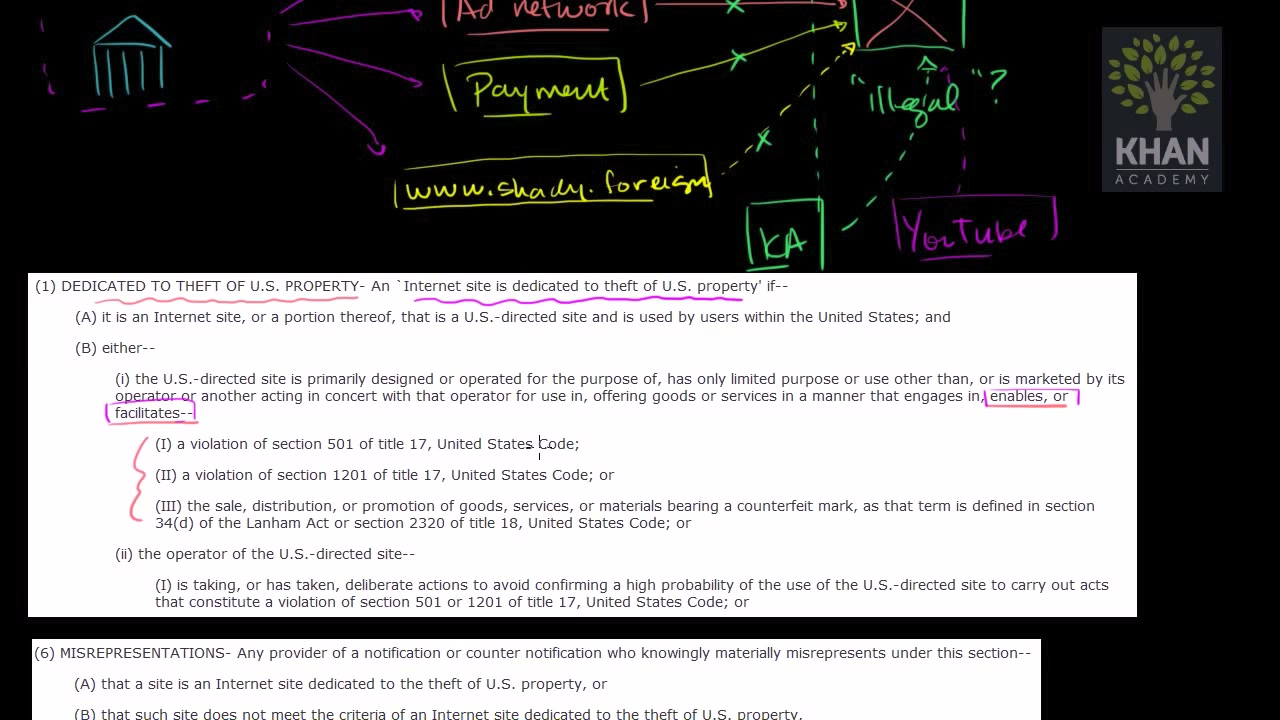 Ad network
Payment
"illegal"?
www.shady.foreign
KHAN
ACADEMY
KA
YouTube
(1) DEDICATED TO THEFT OF U.S. PROPERTY- An `Internet site is dedicated to theft of U.S. property' if--
(A) it is an Internet site, or a portion thereof, that is a U.S.-directed site and is used by users within the United States; and
(B) either--
(i) the U.S.-directed site is primarily designed or operated for the purpose of, has only limited purpose or use other than, or is marketed by its
operator or another acting in concert with that operator for use in, offering goods or services in a manner that engages in, enables, or
facilitates--
(I) a violation of section 501 of title 17, United States Code;
(II) a violation of section 1201 of title 17, United States Code; or
(III) the sale, distribution, or promotion of goods, services, or materials bearing a counterfeit mark, as that term is defined in section
34(d) of the Lanham Act or section 2320 of title 18, United States Code; or
(ii) the operator of the U.S.-directed site--
(I) is taking, or has taken, deliberate actions to avoid confirming a high probability of the use of the U.S.-directed site to carry out acts
that constitute a violation of section 501 or 1201 of title 17, United States Code; or
(6) MISREPRESENTATIONS- Any provider of a notification or counter notification who knowingly materially misrepresents under this section--
(A) that a site is an Internet site dedicated to the theft of U.S. property, or
(B) that such site does not meet the criteria of an Internet site dedicated to the theft of U.S. property,